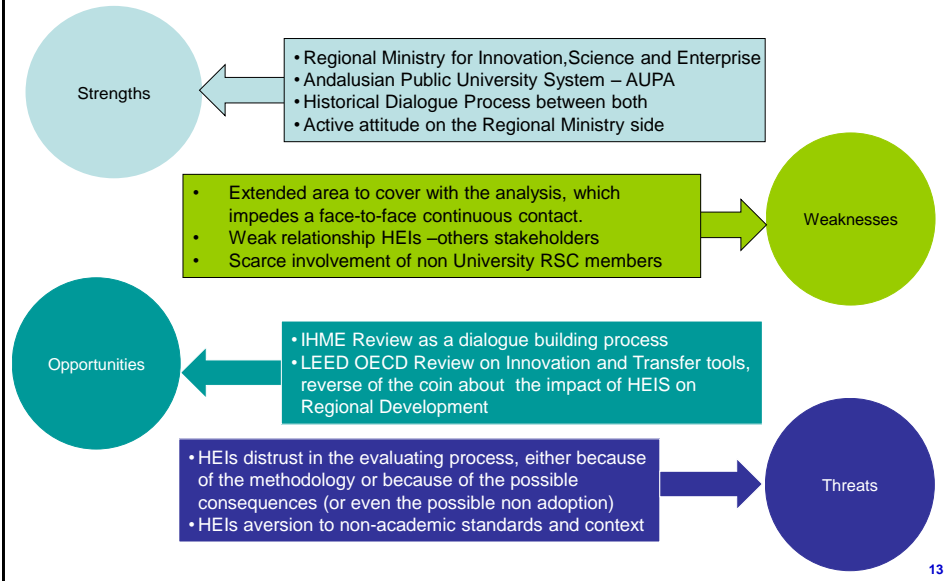 Strengths
• Regional Ministry for Innovation,Science and Enterprise
• Andalusian Public University System – AUPA
• Historical Dialogue Process between both
• Active attitude on the Regional Ministry side
• Extended area to cover with the analysis, which
impedes a face-to-face continuous contact.
• Weak relationship HEIs –others stakeholders
• Scarce involvement of non University RSC members
Weaknesses
Opportunities
• IHME Review as a dialogue building process
• LEED OECD Review on Innovation and Transfer tools,
reverse of the coin about the impact of HEIS on
Regional Development
• HEIs distrust in the evaluating process, either because
of the methodology or because of the possible
consequences (or even the possible non adoption)
• HEIs aversion to non-academic standards and context
Threats
13